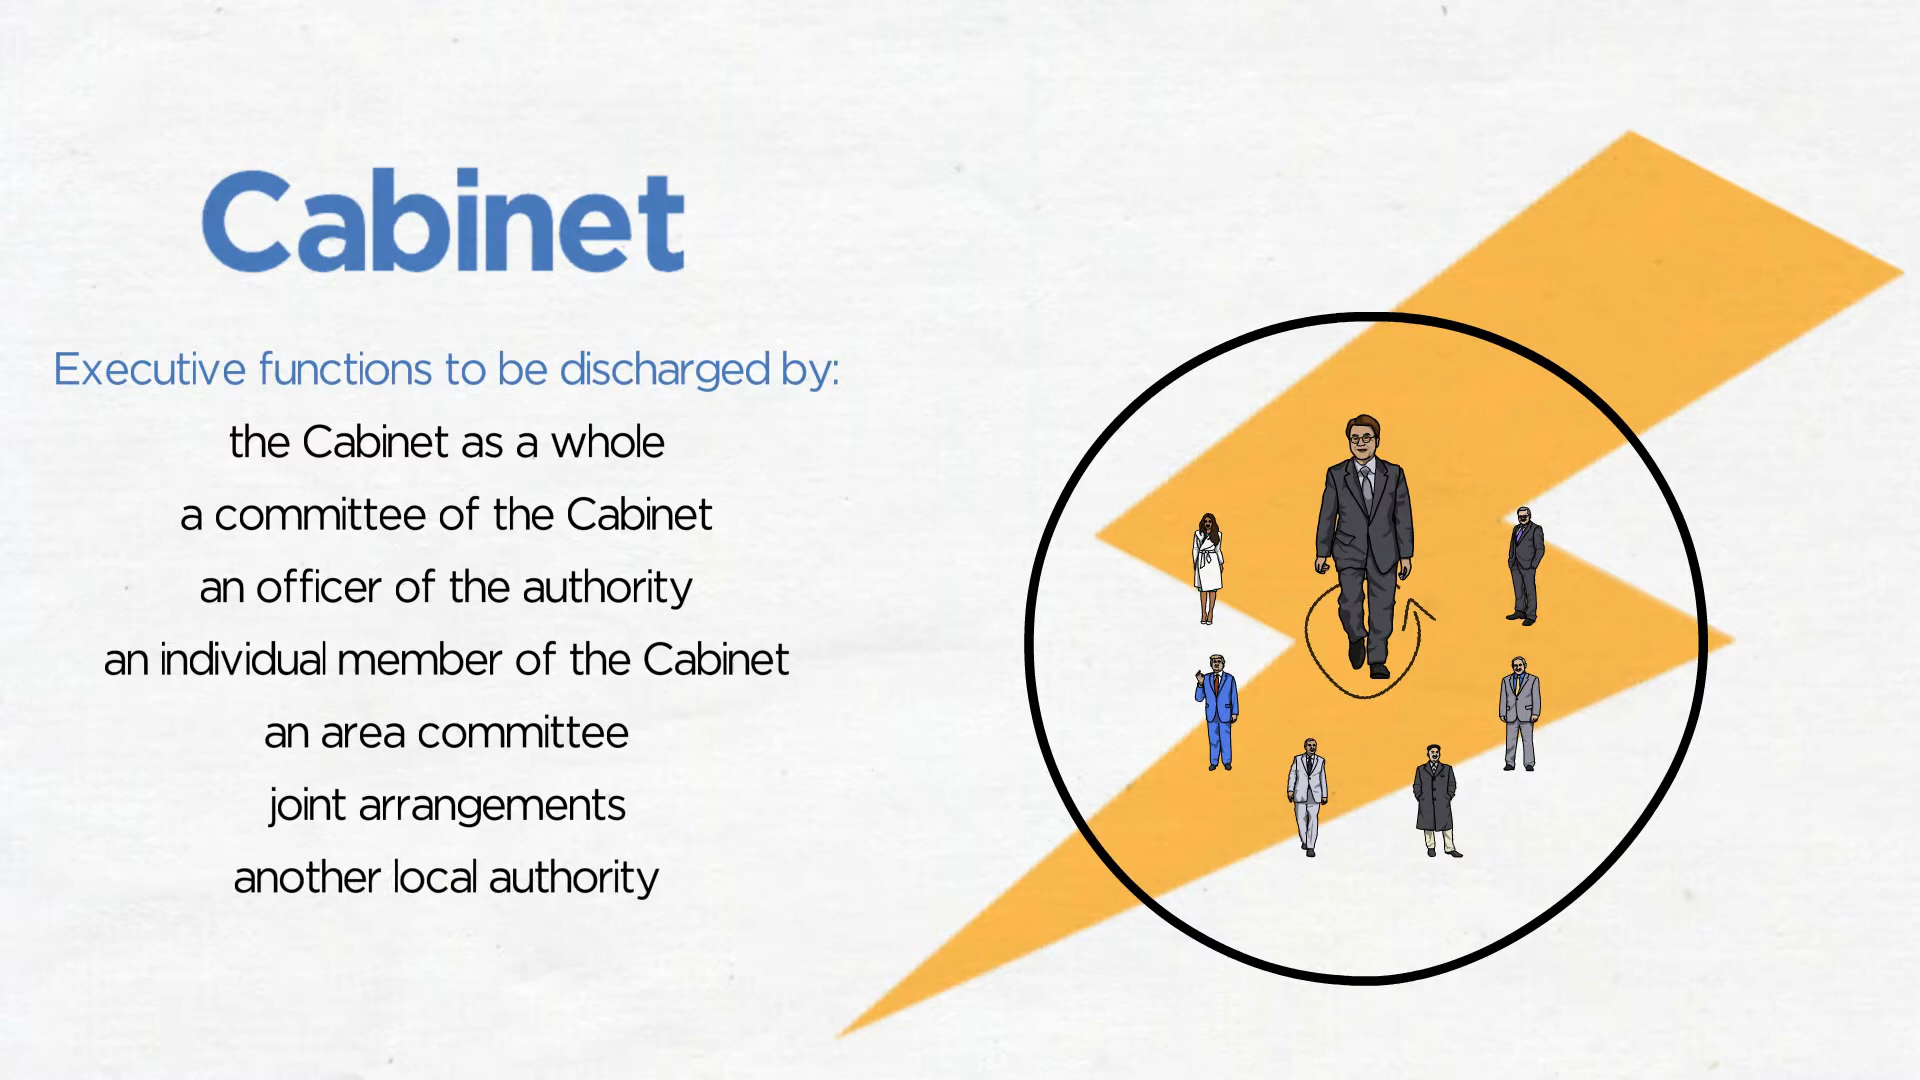 Cabinet
Executive functions to be discharged by:
the Cabinet as a whole
a committee of the Cabinet
an officer of the authority
an individual member of the Cabinet
an area committee
joint arrangements
another local authority